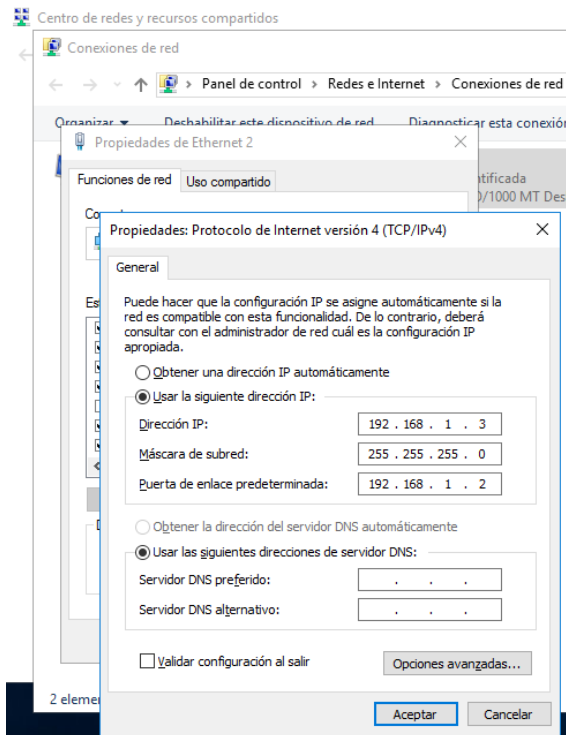 Centro de redes y recursos compartidos
Conexiones de red
Panel de control > Redes e Internet > Conexiones de red
Organizar Deshabilitar este dispositivo de red Diagnosticar esta conexión
Propiedades de Ethernet 2
Funciones de red Uso compartido
ntificada
0/1000 MT Des
Co
Propiedades: Protocolo de Internet versión 4 (TCP/IPv4)
General
Es
Puede hacer que la configuración IP se asigne automáticamente si la
red es compatible con esta funcionalidad. De lo contrario, deberá
consultar con el administrador de red cuál es la configuración IP
apropiada.
Obtener una dirección IP automáticamente
Usar la siguiente dirección IP:
Dirección IP: 192 . 168 . 1 . 3
Máscara de subred: 255 . 255 . 255 . 0
Puerta de enlace predeterminada: 192 . 168 . 1 . 2
Obtener la dirección del servidor DNS automáticamente
Usar las siguientes direcciones de servidor DNS:
Servidor DNS preferido: . . .
Servidor DNS alternativo: . . .
Validar configuración al salir Opciones avanzadas...
2 eleme
Aceptar Cancelar